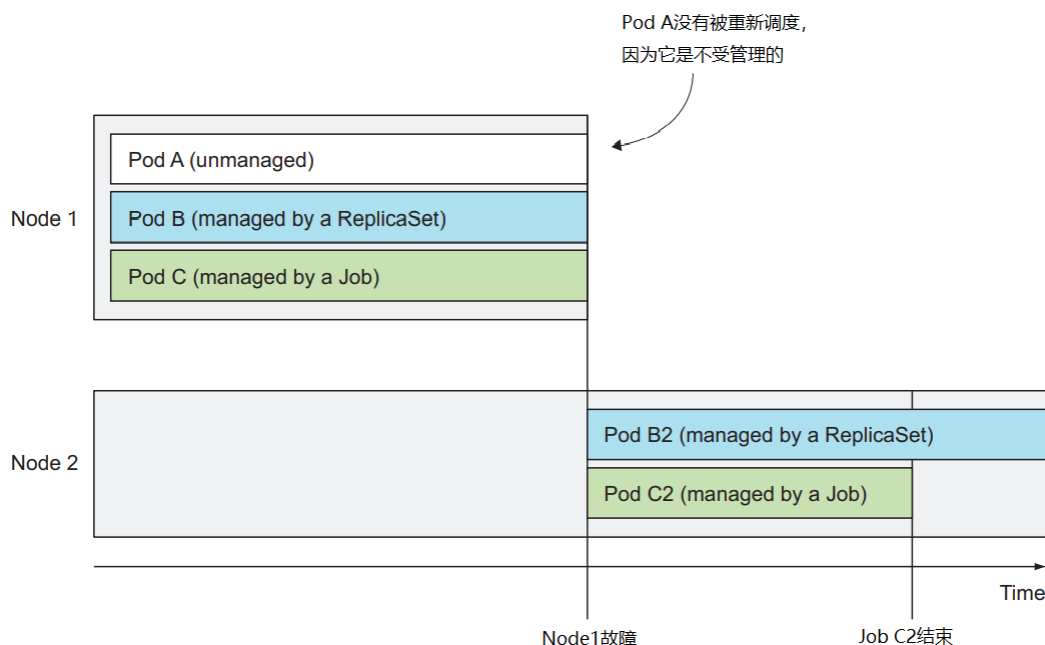 Pod A没有被重新调度，
因为它是不受管理的
Node 1
Pod A (unmanaged)
Pod B (managed by a ReplicaSet)
Pod C (managed by a Job)
Node 2
Pod B2 (managed by a ReplicaSet)
Pod C2 (managed by a Job)
Time
Node1故障
Job C2结束